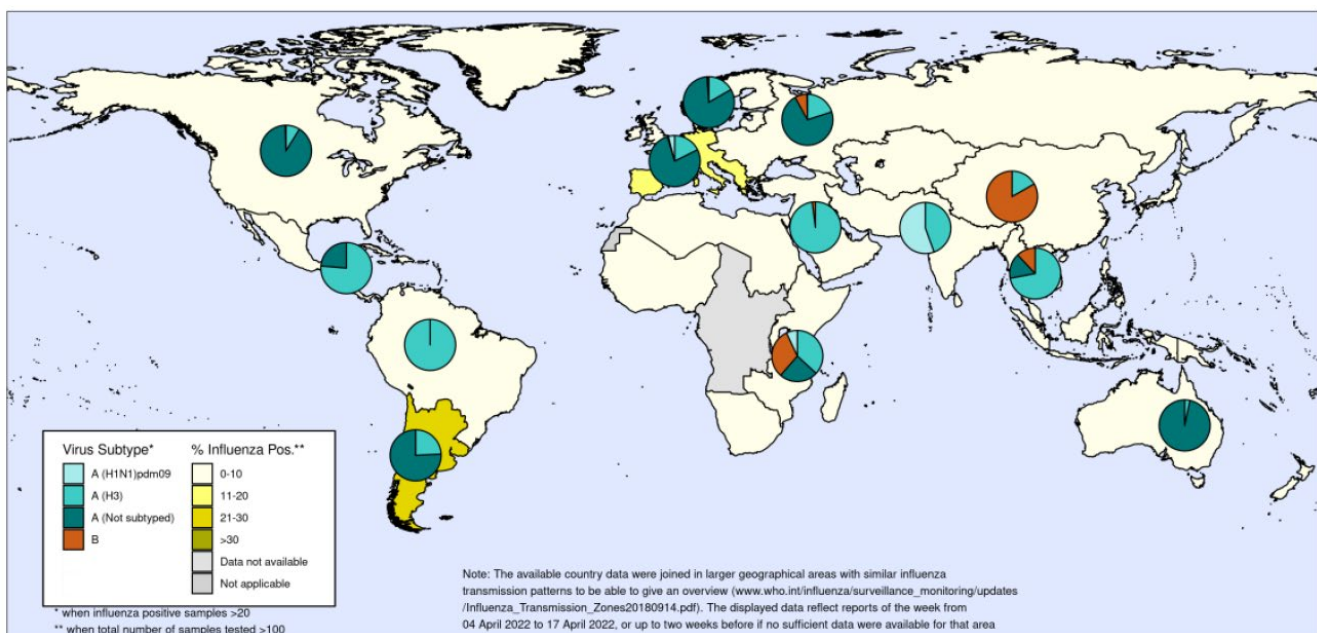 Virus Subtype*
A (H1N1)pdm09
A (H3)
A (Not subtyped)
B
% Influenza Pos.**
0-10
11-20
21-30
>30
Data not available
Not applicable
* when influenza positive samples >20
** when total number of samples tested >100
Note: The available country data were joined in larger geographical areas with similar influenza
transmission patterns to be able to give an overview (www.who.int/influenza/surveillance_monitoring/updates
/Influenza_Transmission_Zones20180914.pdf). The displayed data reflect reports of the week from
04 April 2022 to 17 April 2022, or up to two weeks before if no sufficient data were available for that area